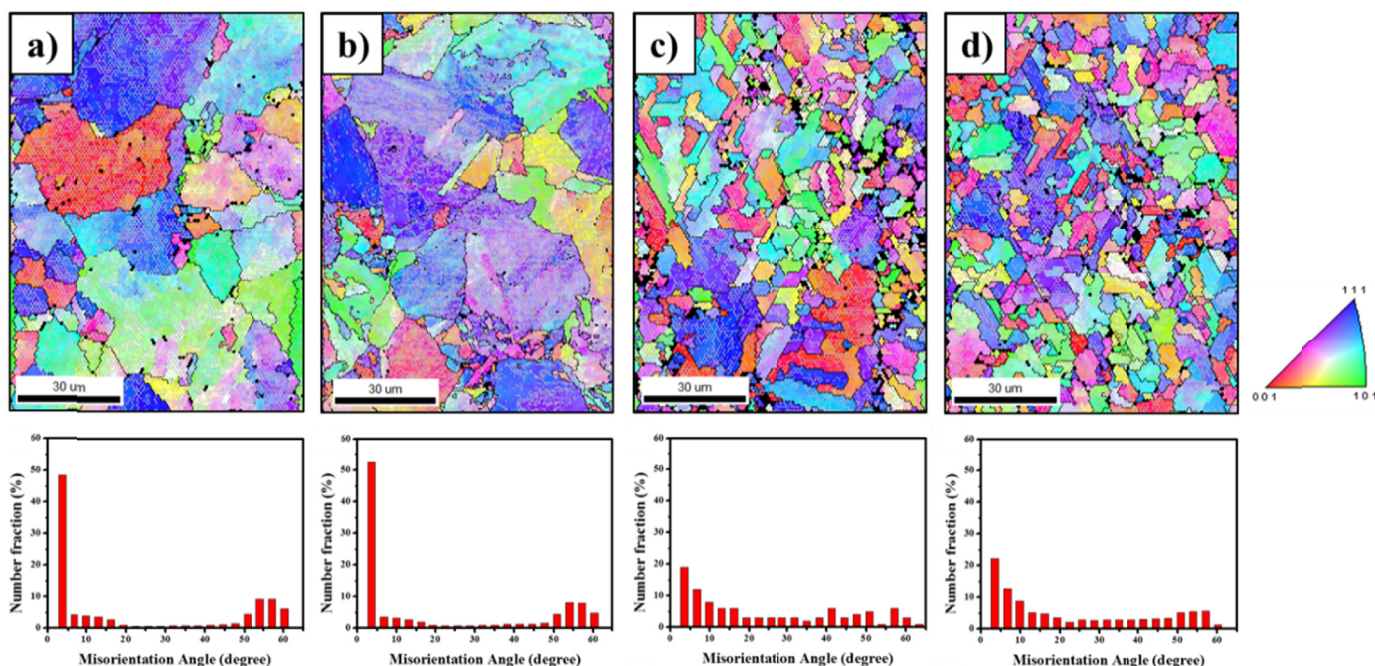 a)
b)
c)
d)
30 um
30 um
30 um
30 um
1 1 1
0 0 1
1 0 1
60
50
40
30
20
10
0
Number fraction (%)
0 10 20 30 40 50 60
Misorientation Angle (degree)
60
50
40
30
20
10
0
Number fraction (%)
0 10 20 30 40 50 60
Misorientation Angle (degree)
60
50
40
30
20
10
0
Number fraction (%)
0 10 20 30 40 50 60
Misorientation Angle (degree)
60
50
40
30
20
10
0
Number fraction (%)
0 10 20 30 40 50 60
Misorientation Angle (degree)